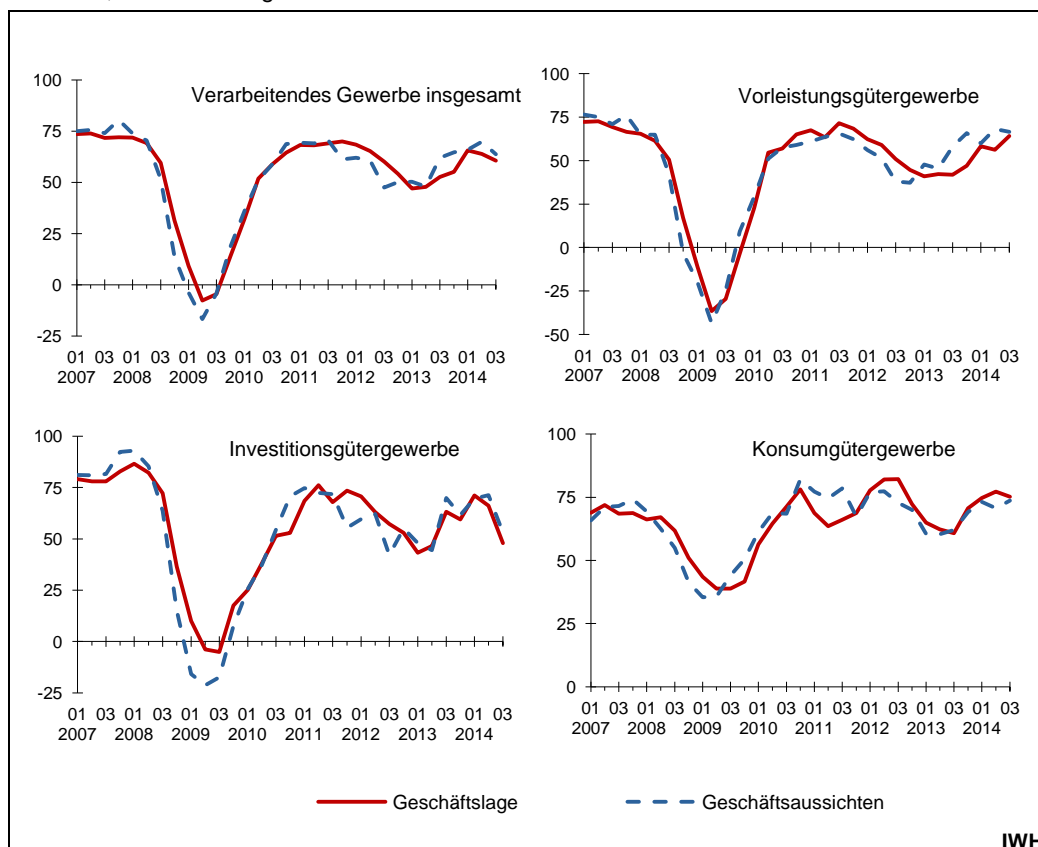 Verarbeitendes Gewerbe insgesamt
100
75
50
25
0
-25
01 03 01 03 01 03 01 03 01 03 01 03 01 03 01 03
2007 2008 2009 2010 2011 2012 2013 2014
Vorleistungsgütergewerbe
100
75
50
25
0
-25
-50
01 03 01 03 01 03 01 03 01 03 01 03 01 03 01 03
2007 2008 2009 2010 2011 2012 2013 2014
Investitionsgütergewerbe
100
75
50
25
0
-25
01 03 01 03 01 03 01 03 01 03 01 03 01 03 01 03
2007 2008 2009 2010 2011 2012 2013 2014
Konsumgütergewerbe
100
75
50
25
0
01 03 01 03 01 03 01 03 01 03 01 03 01 03 01 03
2007 2008 2009 2010 2011 2012 2013 2014
Geschäftslage Geschäftsaussichten
IWH